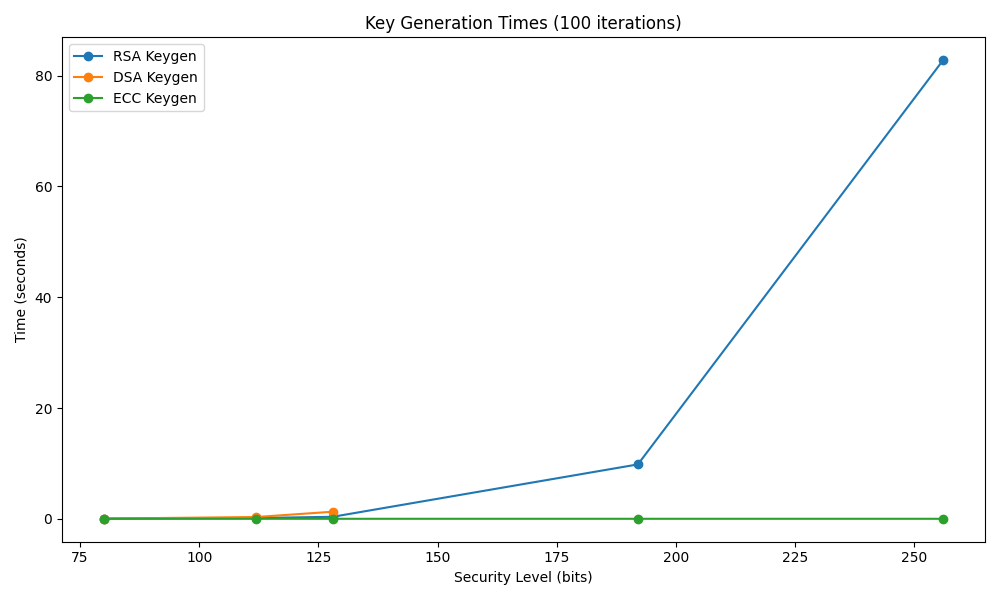 Key Generation Times (100 iterations)
RSA Keygen
DSA Keygen
ECC Keygen
Time (seconds)
80
60
40
20
0
75 100 125 150 175 200 225 250
Security Level (bits)